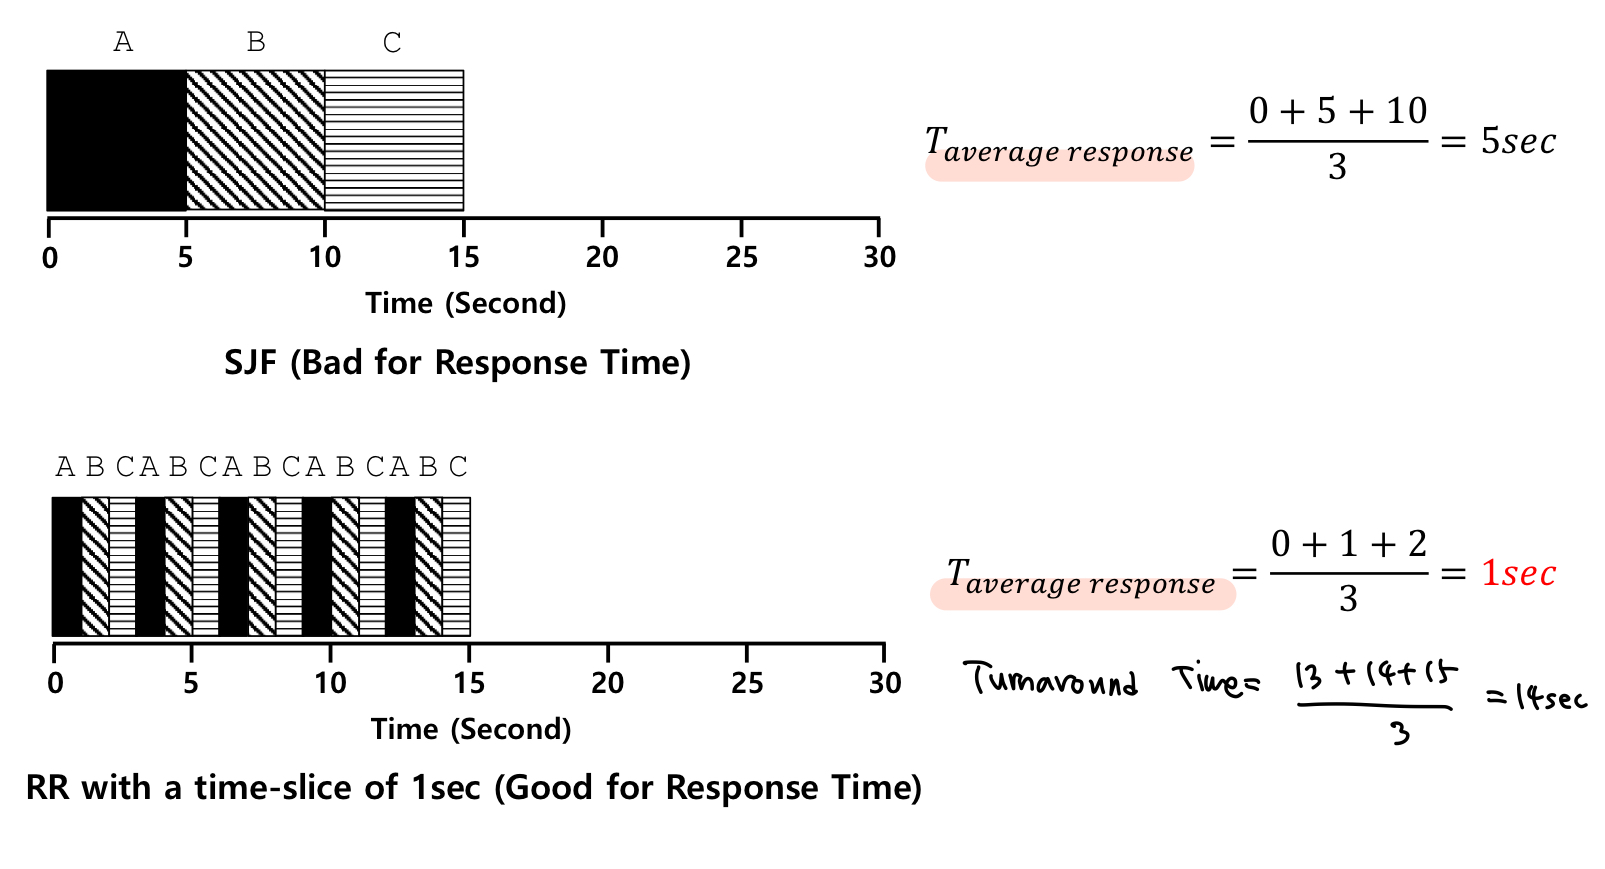 A B C
T average response = (0 + 5 + 10) / 3 = 5sec
0 5 10 15 20 25 30
Time (Second)
SJF (Bad for Response Time)
A B C A B C A B C A B C A B C
T average response = (0 + 1 + 2) / 3 = 1sec
0 5 10 15 20 25 30
Turnaround Time = (13 + 14 + 15) / 3 = 14sec
Time (Second)
RR with a time-slice of 1sec (Good for Response Time)